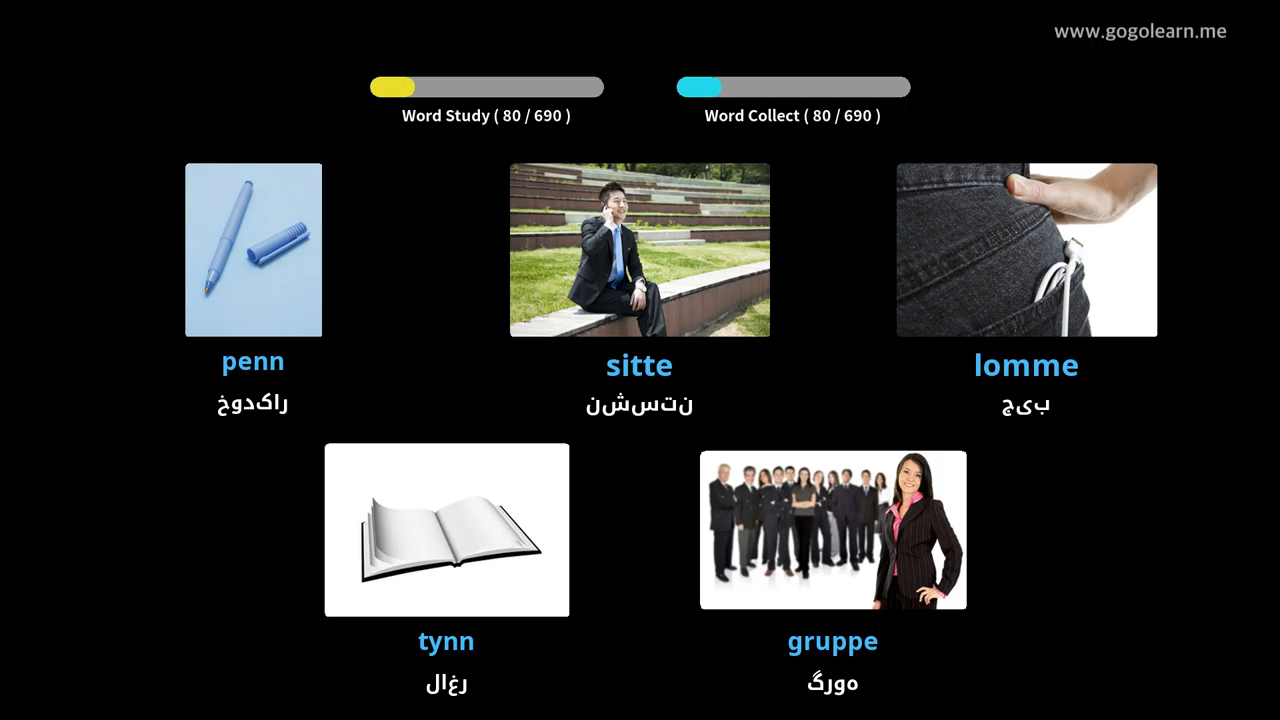 www.gogolearn.me
Word Study ( 80 / 690 )
Word Collect ( 80 / 690 )
penn
راکدوخ
sitte
نتسشن
lomme
بیج
tynn
رغال
gruppe
هورگ